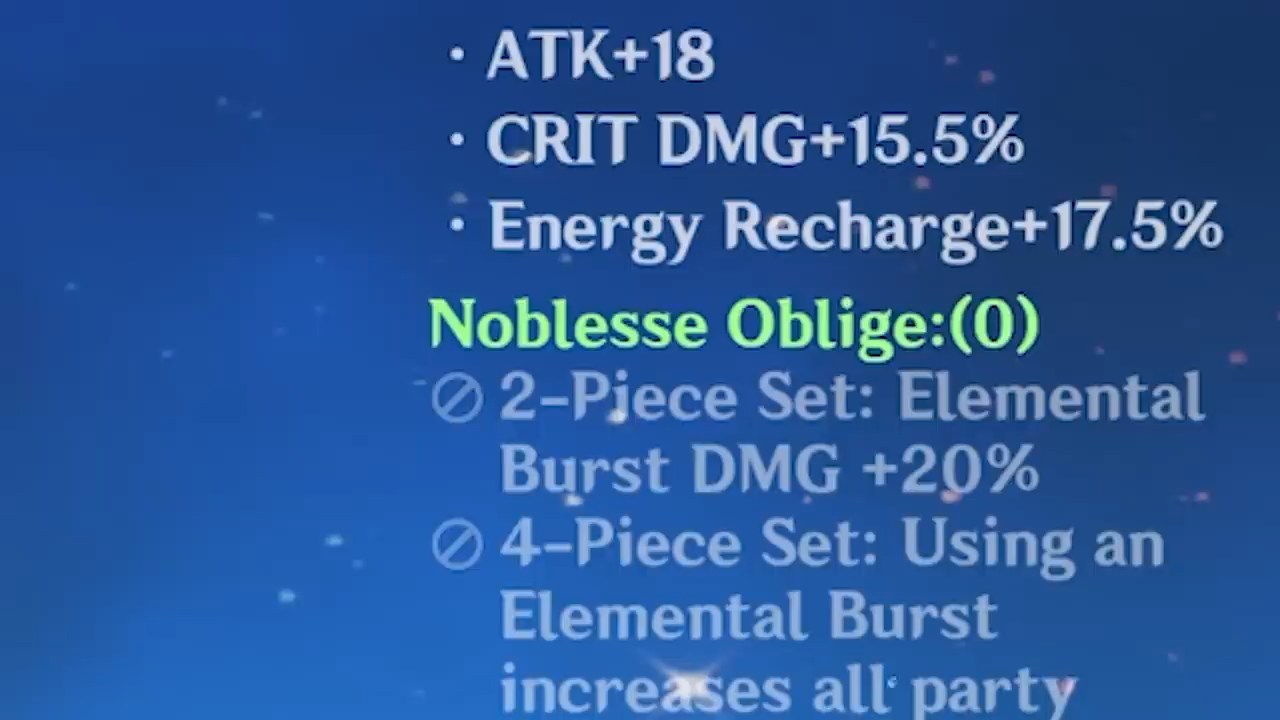 · ATK+18
· CRIT DMG+15.5%
· Energy Recharge+17.5%
Noblesse Oblige:(0)
2-Piece Set: Elemental
Burst DMG +20%
4-Piece Set: Using an
Elemental Burst
increases all party